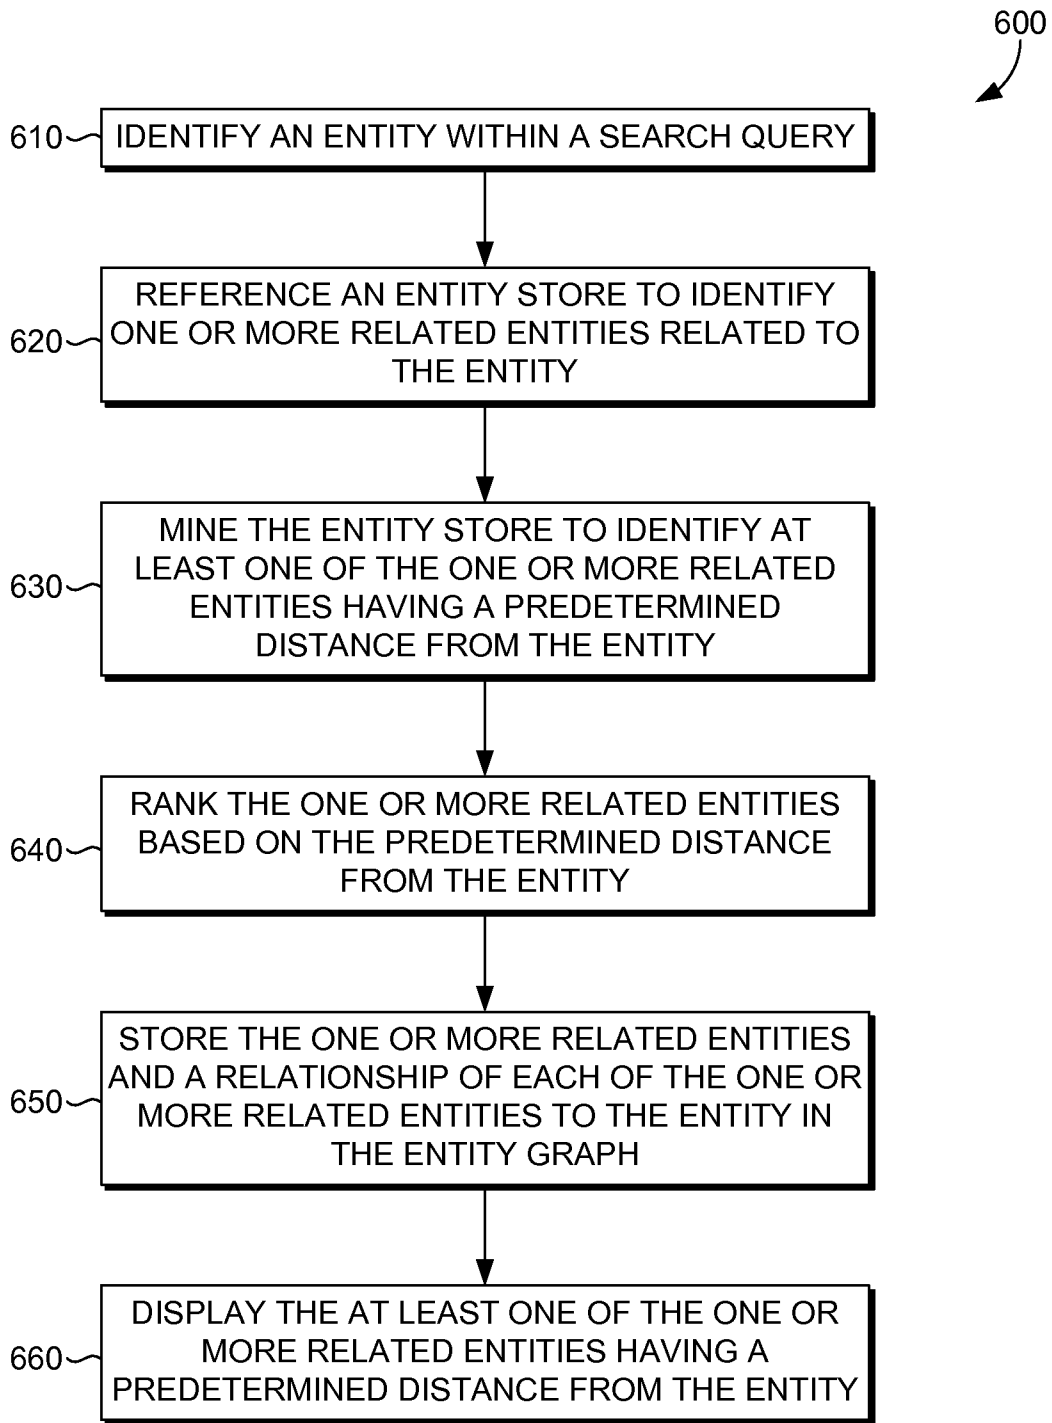 600
610
IDENTIFY AN ENTITY WITHIN A SEARCH QUERY
620
REFERENCE AN ENTITY STORE TO IDENTIFY
ONE OR MORE RELATED ENTITIES RELATED TO
THE ENTITY
630
MINE THE ENTITY STORE TO IDENTIFY AT
LEAST ONE OF THE ONE OR MORE RELATED
ENTITIES HAVING A PREDETERMINED
DISTANCE FROM THE ENTITY
640
RANK THE ONE OR MORE RELATED ENTITIES
BASED ON THE PREDETERMINED DISTANCE
FROM THE ENTITY
650
STORE THE ONE OR MORE RELATED ENTITIES
AND A RELATIONSHIP OF EACH OF THE ONE OR
MORE RELATED ENTITIES TO THE ENTITY IN
THE ENTITY GRAPH
660
DISPLAY THE AT LEAST ONE OF THE ONE OR
MORE RELATED ENTITIES HAVING A
PREDETERMINED DISTANCE FROM THE ENTITY